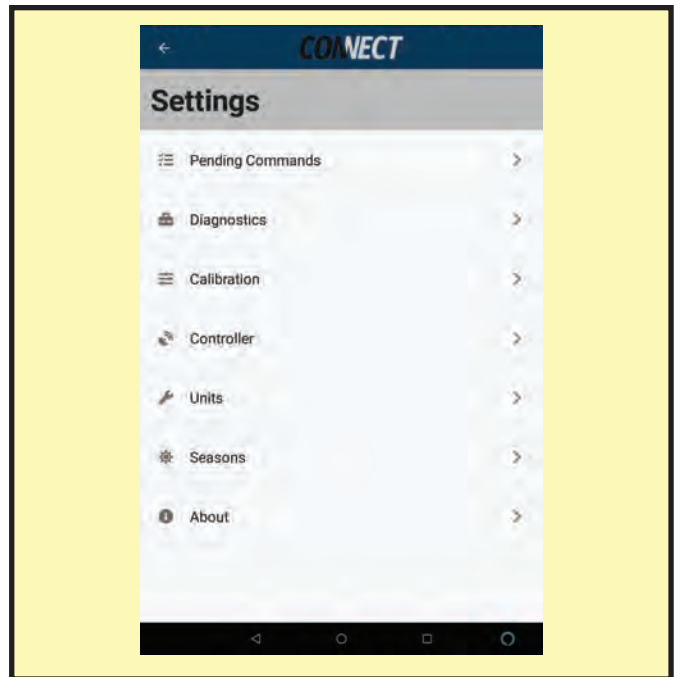 CONNECT
Settings
Pending Commands
Diagnostics
Calibration
Controller
Units
Seasons
About